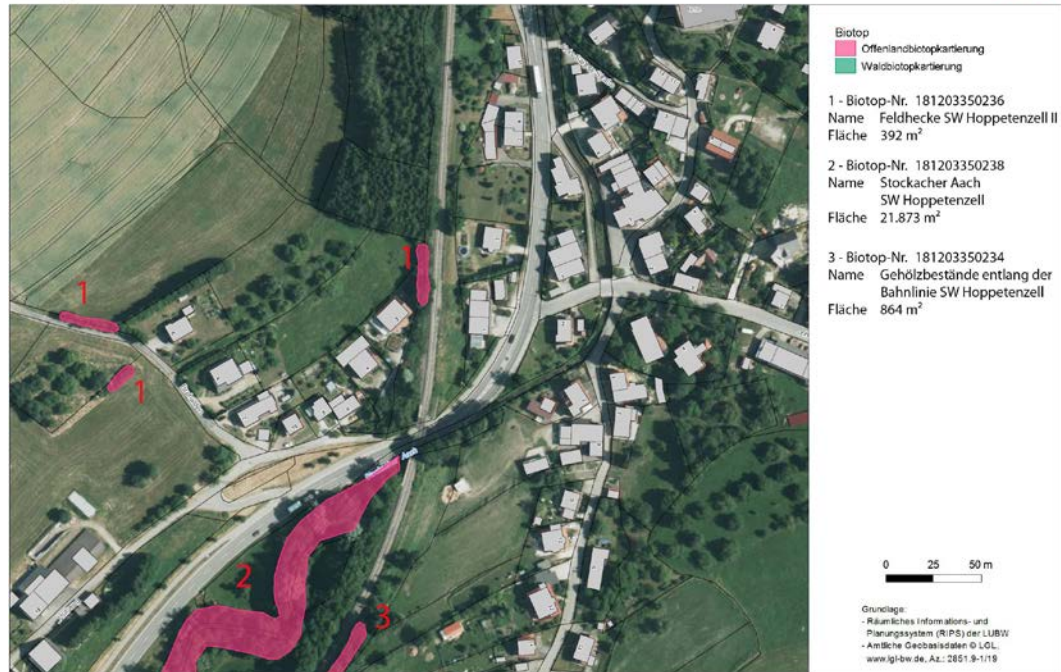 Biotop
Offenlandbiotopkartierung
Waldbiotopkartierung
1 - Biotop-Nr. 181203350236
Name Feldhecke SW Hoppetenzell II
Fläche 392 m²
2 - Biotop-Nr. 181203350238
Name Stockacher Aach
SW Hoppetenzell
Fläche 21.873 m²
3 - Biotop-Nr. 181203350234
Name Gehölzbestände entlang der
Bahnlinie SW Hoppetenzell
Fläche 864 m²
1
1
1
Aach
2
3
0 25 50 m
Grundlage:
- Räumliches Informations- und
Planungssystem (RIPS) der LUBW
- Amtliche Geobasisdaten © LGL,
www.lgl-bw.de, Az.: 2851.9-1/19